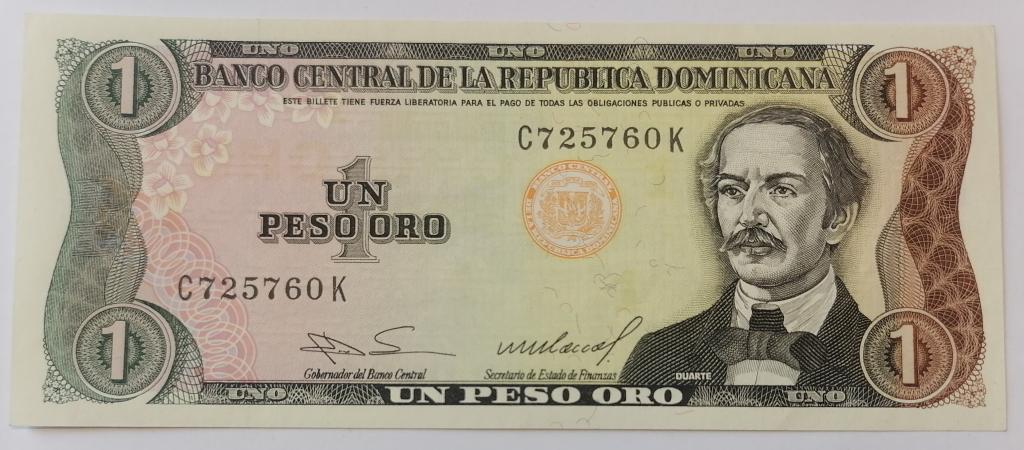 UNO UNO UNO
1 BANCO CENTRAL DE LA REPUBLICA DOMINICANA 1
ESTE BILLETE TIENE FUERZA LIBERATORIA PARA EL PAGO DE TODAS LAS OBLIGACIONES PUBLICAS O PRIVADAS
C725760K
1
UN
PESO ORO
BANCO CENTRAL
C725760K
1 1
Gobernador del Banco Central Secretario de Estado de Finanzas DUARTE
UNO UN PESO ORO UNO